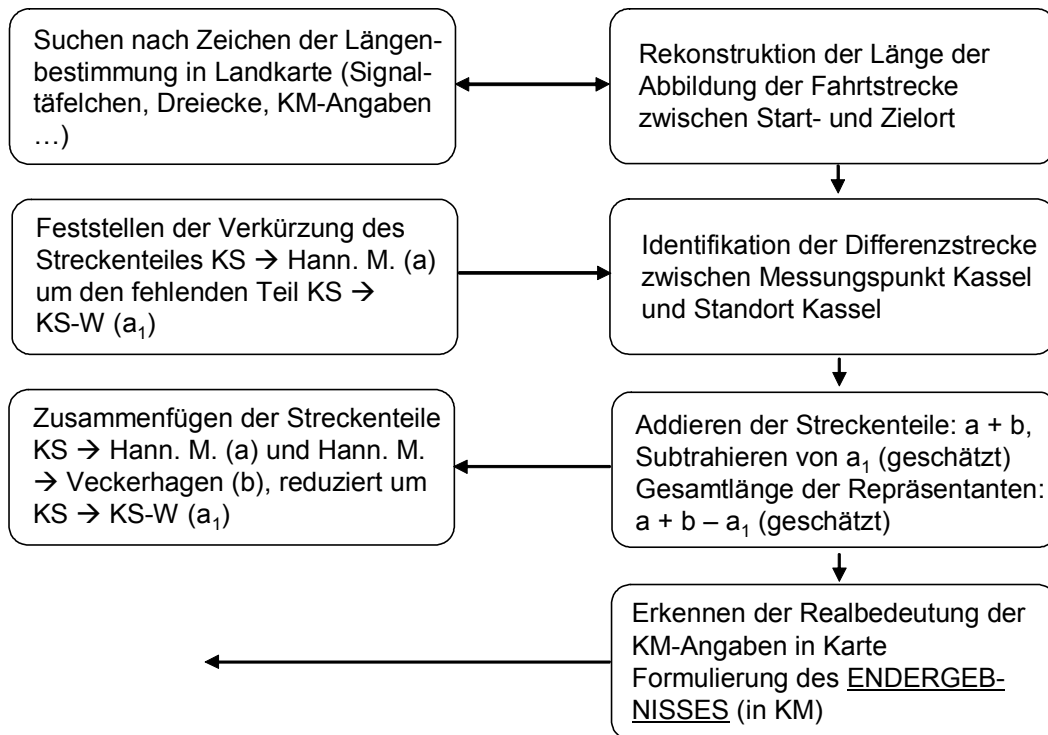 Suchen nach Zeichen der Längen-
bestimmung in Landkarte (Signal-
täfelchen, Dreiecke, KM-Angaben
…)
Rekonstruktion der Länge der
Abbildung der Fahrtstrecke
zwischen Start- und Zielort
Feststellen der Verkürzung des
Streckenteiles KS → Hann. M. (a)
um den fehlenden Teil KS →
KS-W (a₁)
Identifikation der Differenzstrecke
zwischen Messungspunkt Kassel
und Standort Kassel
Zusammenfügen der Streckenteile
KS → Hann. M. (a) und Hann. M.
→ Veckerhagen (b), reduziert um
KS → KS-W (a₁)
Addieren der Streckenteile: a + b,
Subtrahieren von a₁ (geschätzt)
Gesamtlänge der Repräsentanten:
a + b – a₁ (geschätzt)
Erkennen der Realbedeutung der
KM-Angaben in Karte
Formulierung des ENDERGEB-
NISSES (in KM)